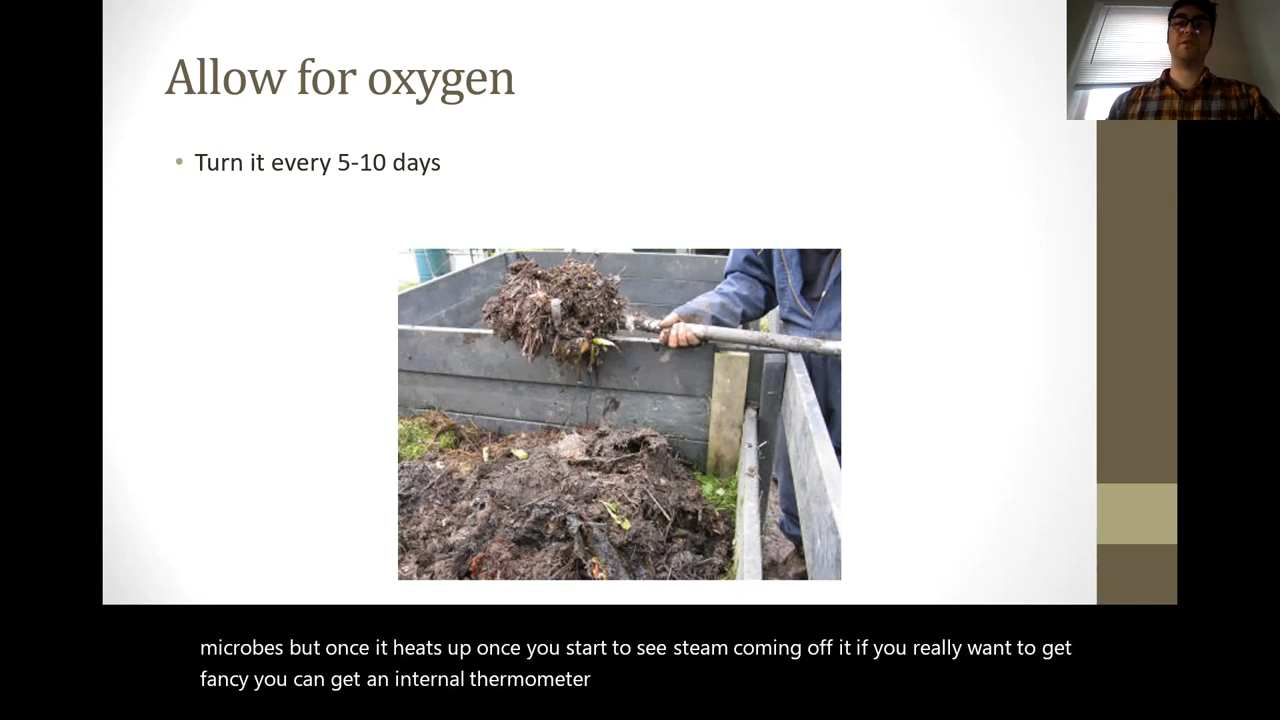 Allow for oxygen
• Turn it every 5-10 days
microbes but once it heats up once you start to see steam coming off it if you really want to get
fancy you can get an internal thermometer